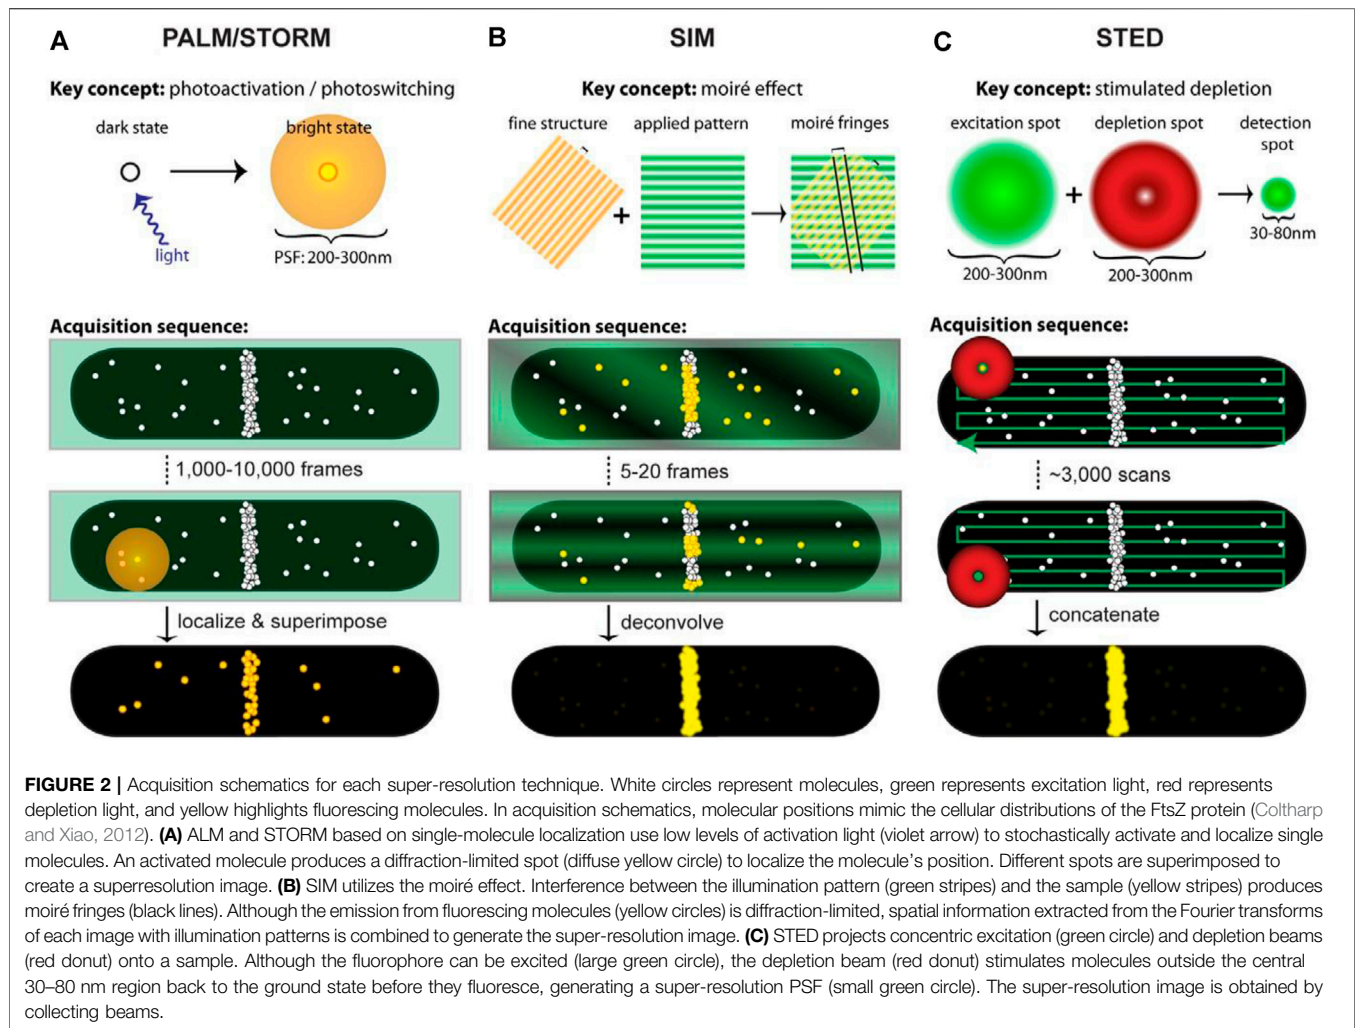 A PALM/STORM
Key concept: photoactivation / photoswitching
dark state
bright state
light
PSF: 200-300nm
Acquisition sequence:
1,000-10,000 frames
localize & superimpose
B SIM
Key concept: moiré effect
fine structure
applied pattern
moiré fringes
+
Acquisition sequence:
5-20 frames
deconvolve
C STED
Key concept: stimulated depletion
excitation spot
depletion spot
detection
spot
+
30-80nm
200-300nm
200-300nm
Acquisition sequence:
~3,000 scans
concatenate
FIGURE 2 | Acquisition schematics for each super-resolution technique. White circles represent molecules, green represents excitation light, red represents
depletion light, and yellow highlights fluorescing molecules. In acquisition schematics, molecular positions mimic the cellular distributions of the FtsZ protein (Coltharp
and Xiao, 2012). (A) ALM and STORM based on single-molecule localization use low levels of activation light (violet arrow) to stochastically activate and localize single
molecules. An activated molecule produces a diffraction-limited spot (diffuse yellow circle) to localize the molecule's position. Different spots are superimposed to
create a superresolution image. (B) SIM utilizes the moiré effect. Interference between the illumination pattern (green stripes) and the sample (yellow stripes) produces
moiré fringes (black lines). Although the emission from fluorescing molecules (yellow circles) is diffraction-limited, spatial information extracted from the Fourier transforms
of each image with illumination patterns is combined to generate the super-resolution image. (C) STED projects concentric excitation (green circle) and depletion beams
(red donut) onto a sample. Although the fluorophore can be excited (large green circle), the depletion beam (red donut) stimulates molecules outside the central
30–80 nm region back to the ground state before they fluoresce, generating a super-resolution PSF (small green circle). The super-resolution image is obtained by
collecting beams.